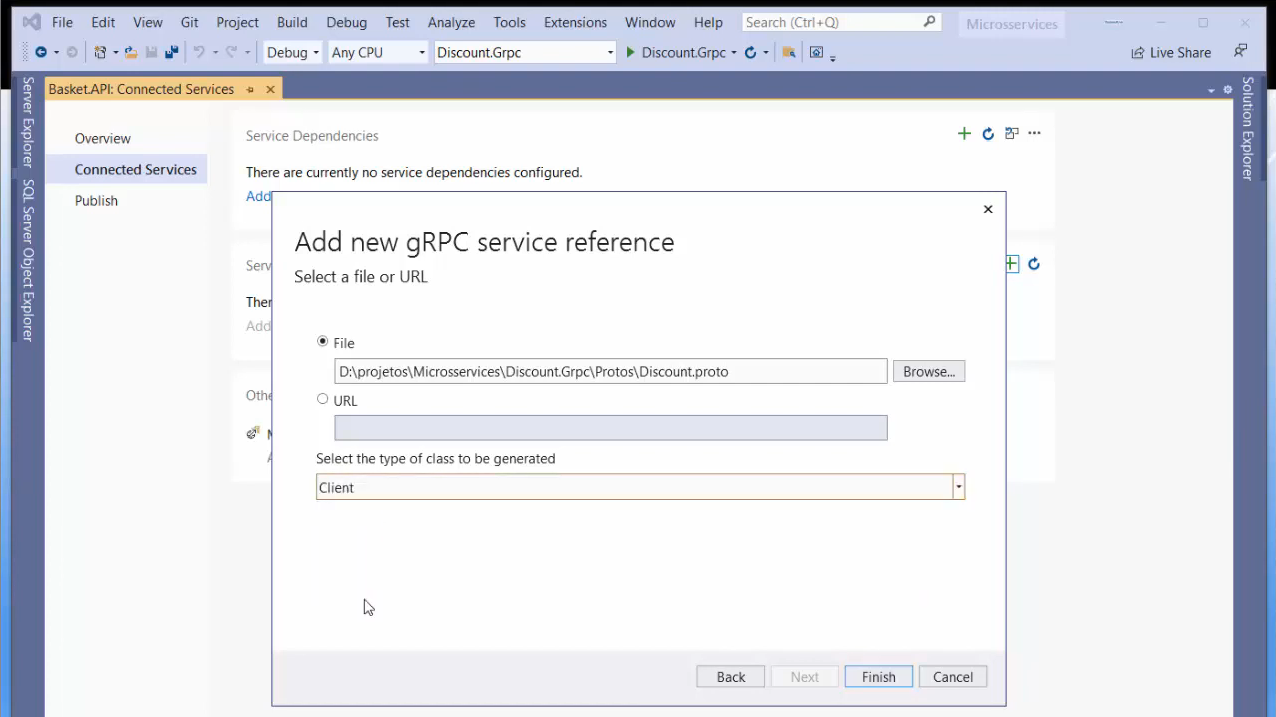 File Edit View Git Project Build Debug Test Analyze Tools Extensions Window Help Search (Ctrl+Q) Microsservices
Debug Any CPU Discount.Grpc Discount.Grpc Live Share
Server Explorer
SQL Server Object Explorer
Basket.API: Connected Services
Solution Explorer
Overview
Connected Services
Publish
Service Dependencies
There are currently no service dependencies configured.
Add
Serv
Ther
Add
Othe
Add new gRPC service reference
Select a file or URL
File
D:\projetos\Microsservices\Discount.Grpc\Protos\Discount.proto
Browse...
URL
Select the type of class to be generated
Client
Back Next Finish Cancel